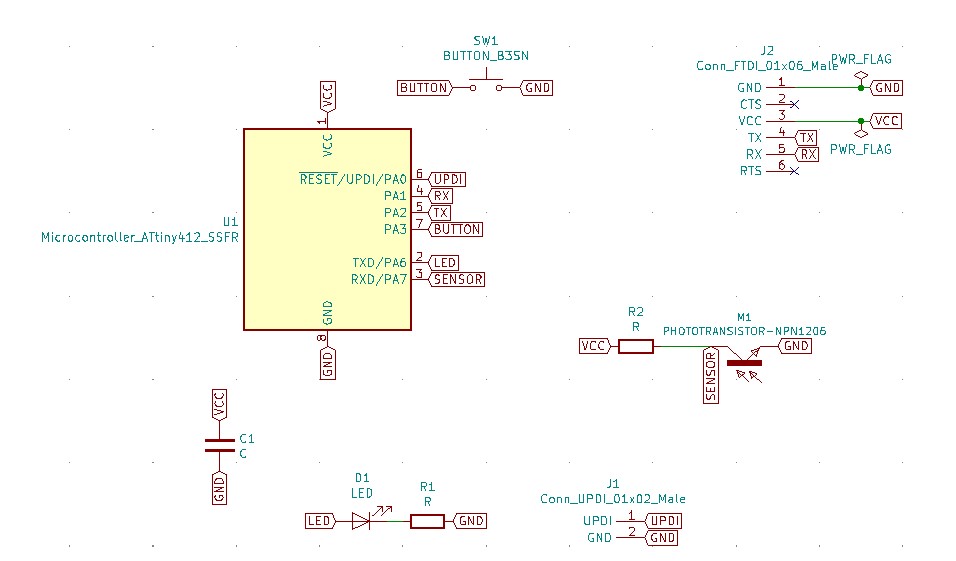 SW1
BUTTON_B3SN
BUTTON
GND
J2
Conn_FTDI_01x06_Male
PWR_FLAG
GND 1 GND
CTS 2
VCC 3 VCC
TX 4 TX
RX 5 RX
RTS 6
PWR_FLAG
VCC
1
VCC
U1
Microcontroller_ATtiny412_SSFR
RESET/UPDI/PA0 6 UPDI
PA1 4 RX
PA2 5 TX
PA3 7 BUTTON
TXD/PA6 2 LED
RXD/PA7 3 SENSOR
GND
8
GND
R2
R
VCC
M1
PHOTOTRANSISTOR-NPN1206
GND
SENSOR
VCC
C1
C
GND
D1
LED
R1
R
LED
GND
J1
Conn_UPDI_01x02_Male
UPDI 1 UPDI
GND 2 GND